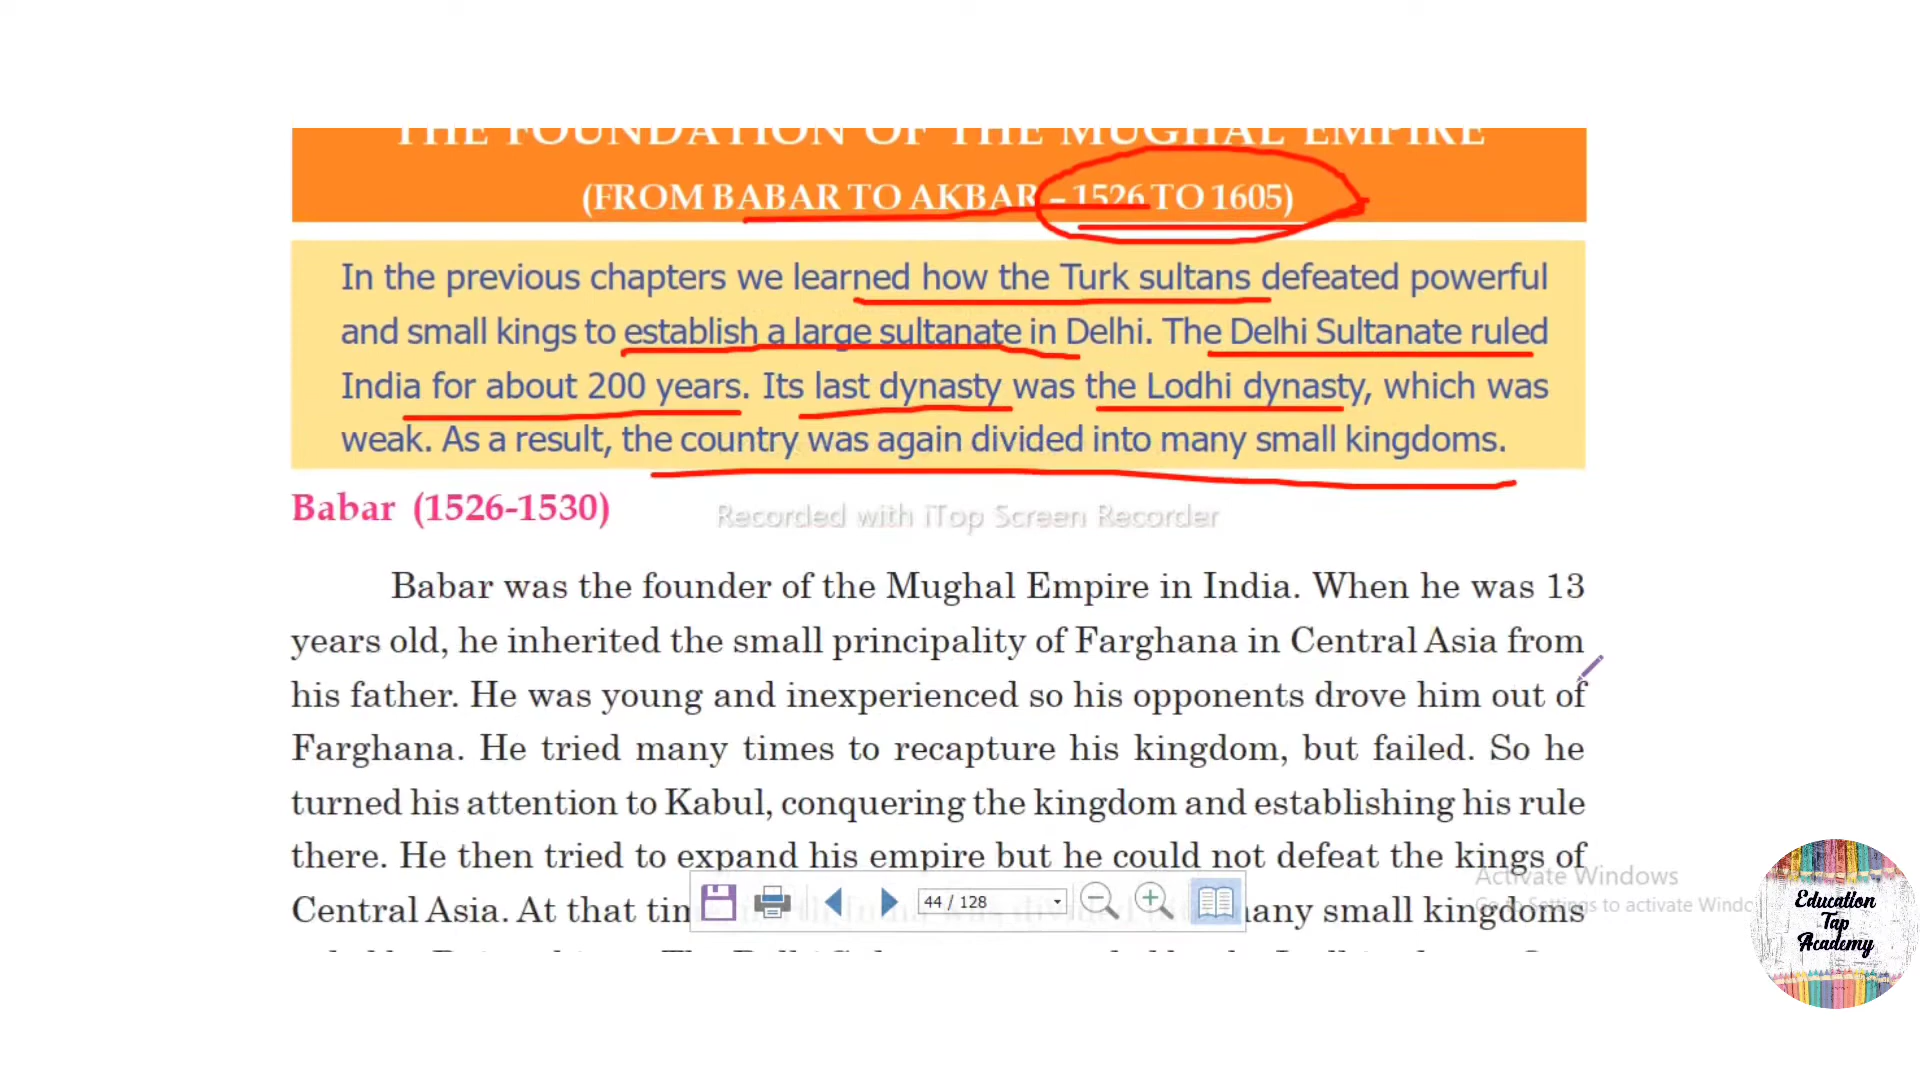 THE FOUNDATION OF THE MUGHAL EMPIRE
(FROM BABAR TO AKBAR – 1526 TO 1605)
In the previous chapters we learned how the Turk sultans defeated powerful
and small kings to establish a large sultanate in Delhi. The Delhi Sultanate ruled
India for about 200 years. Its last dynasty was the Lodhi dynasty, which was
weak. As a result, the country was again divided into many small kingdoms.
Babar (1526-1530)
Recorded with iTop Screen Recorder
Babar was the founder of the Mughal Empire in India. When he was 13
years old, he inherited the small principality of Farghana in Central Asia from
his father. He was young and inexperienced so his opponents drove him out of
Farghana. He tried many times to recapture his kingdom, but failed. So he
turned his attention to Kabul, conquering the kingdom and establishing his rule
there. He then tried to expand his empire but he could not defeat the kings of
Central Asia. At that many small kingdoms
44 / 128
Activate Windows
Go to Settings to activate Windo
Education
Tap
Academy